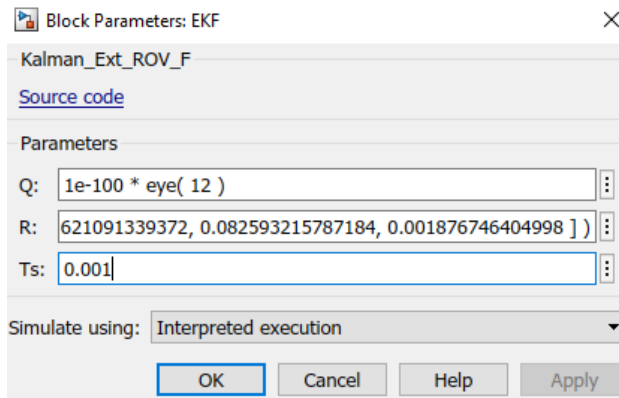 Block Parameters: EKF
Kalman_Ext_ROV_F
Source code
Parameters
Q: 1e-100 * eye( 12 )
R: 621091339372, 0.082593215787184, 0.001876746404998 ] )
Ts: 0.001
Simulate using: Interpreted execution
OK Cancel Help Apply